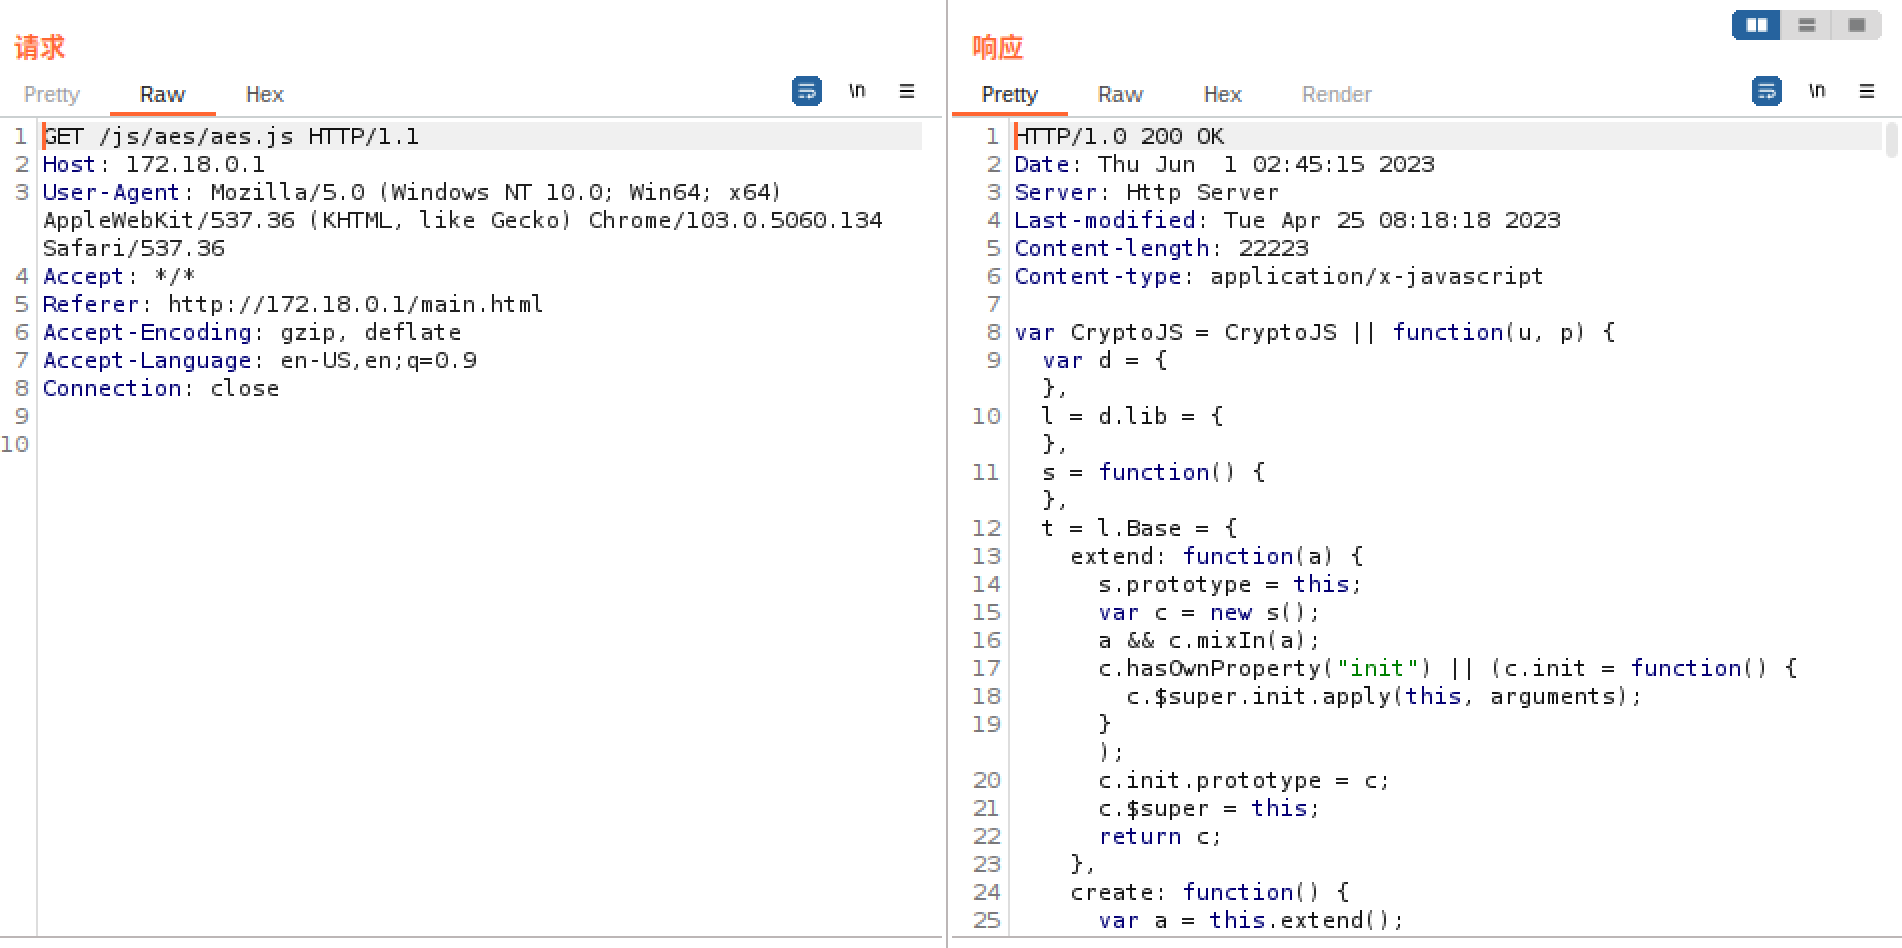 请求
Pretty Raw Hex \n
1 GET /js/aes/aes.js HTTP/1.1
2 Host: 172.18.0.1
3 User-Agent: Mozilla/5.0 (Windows NT 10.0; Win64; x64)
AppleWebKit/537.36 (KHTML, like Gecko) Chrome/103.0.5060.134
Safari/537.36
4 Accept: */*
5 Referer: http://172.18.0.1/main.html
6 Accept-Encoding: gzip, deflate
7 Accept-Language: en-US,en;q=0.9
8 Connection: close
9
10
响应
Pretty Raw Hex Render \n
1 HTTP/1.0 200 OK
2 Date: Thu Jun  1 02:45:15 2023
3 Server: Http Server
4 Last-modified: Tue Apr 25 08:18:18 2023
5 Content-length: 22223
6 Content-type: application/x-javascript
7
8 var CryptoJS = CryptoJS || function(u, p) {
9 var d = {
},
10 l = d.lib = {
},
11 s = function() {
},
12 t = l.Base = {
13 extend: function(a) {
14 s.prototype = this;
15 var c = new s();
16 a && c.mixIn(a);
17 c.hasOwnProperty("init") || (c.init = function() {
18 c.$super.init.apply(this, arguments);
19 }
);
20 c.init.prototype = c;
21 c.$super = this;
22 return c;
23 },
24 create: function() {
25 var a = this.extend();